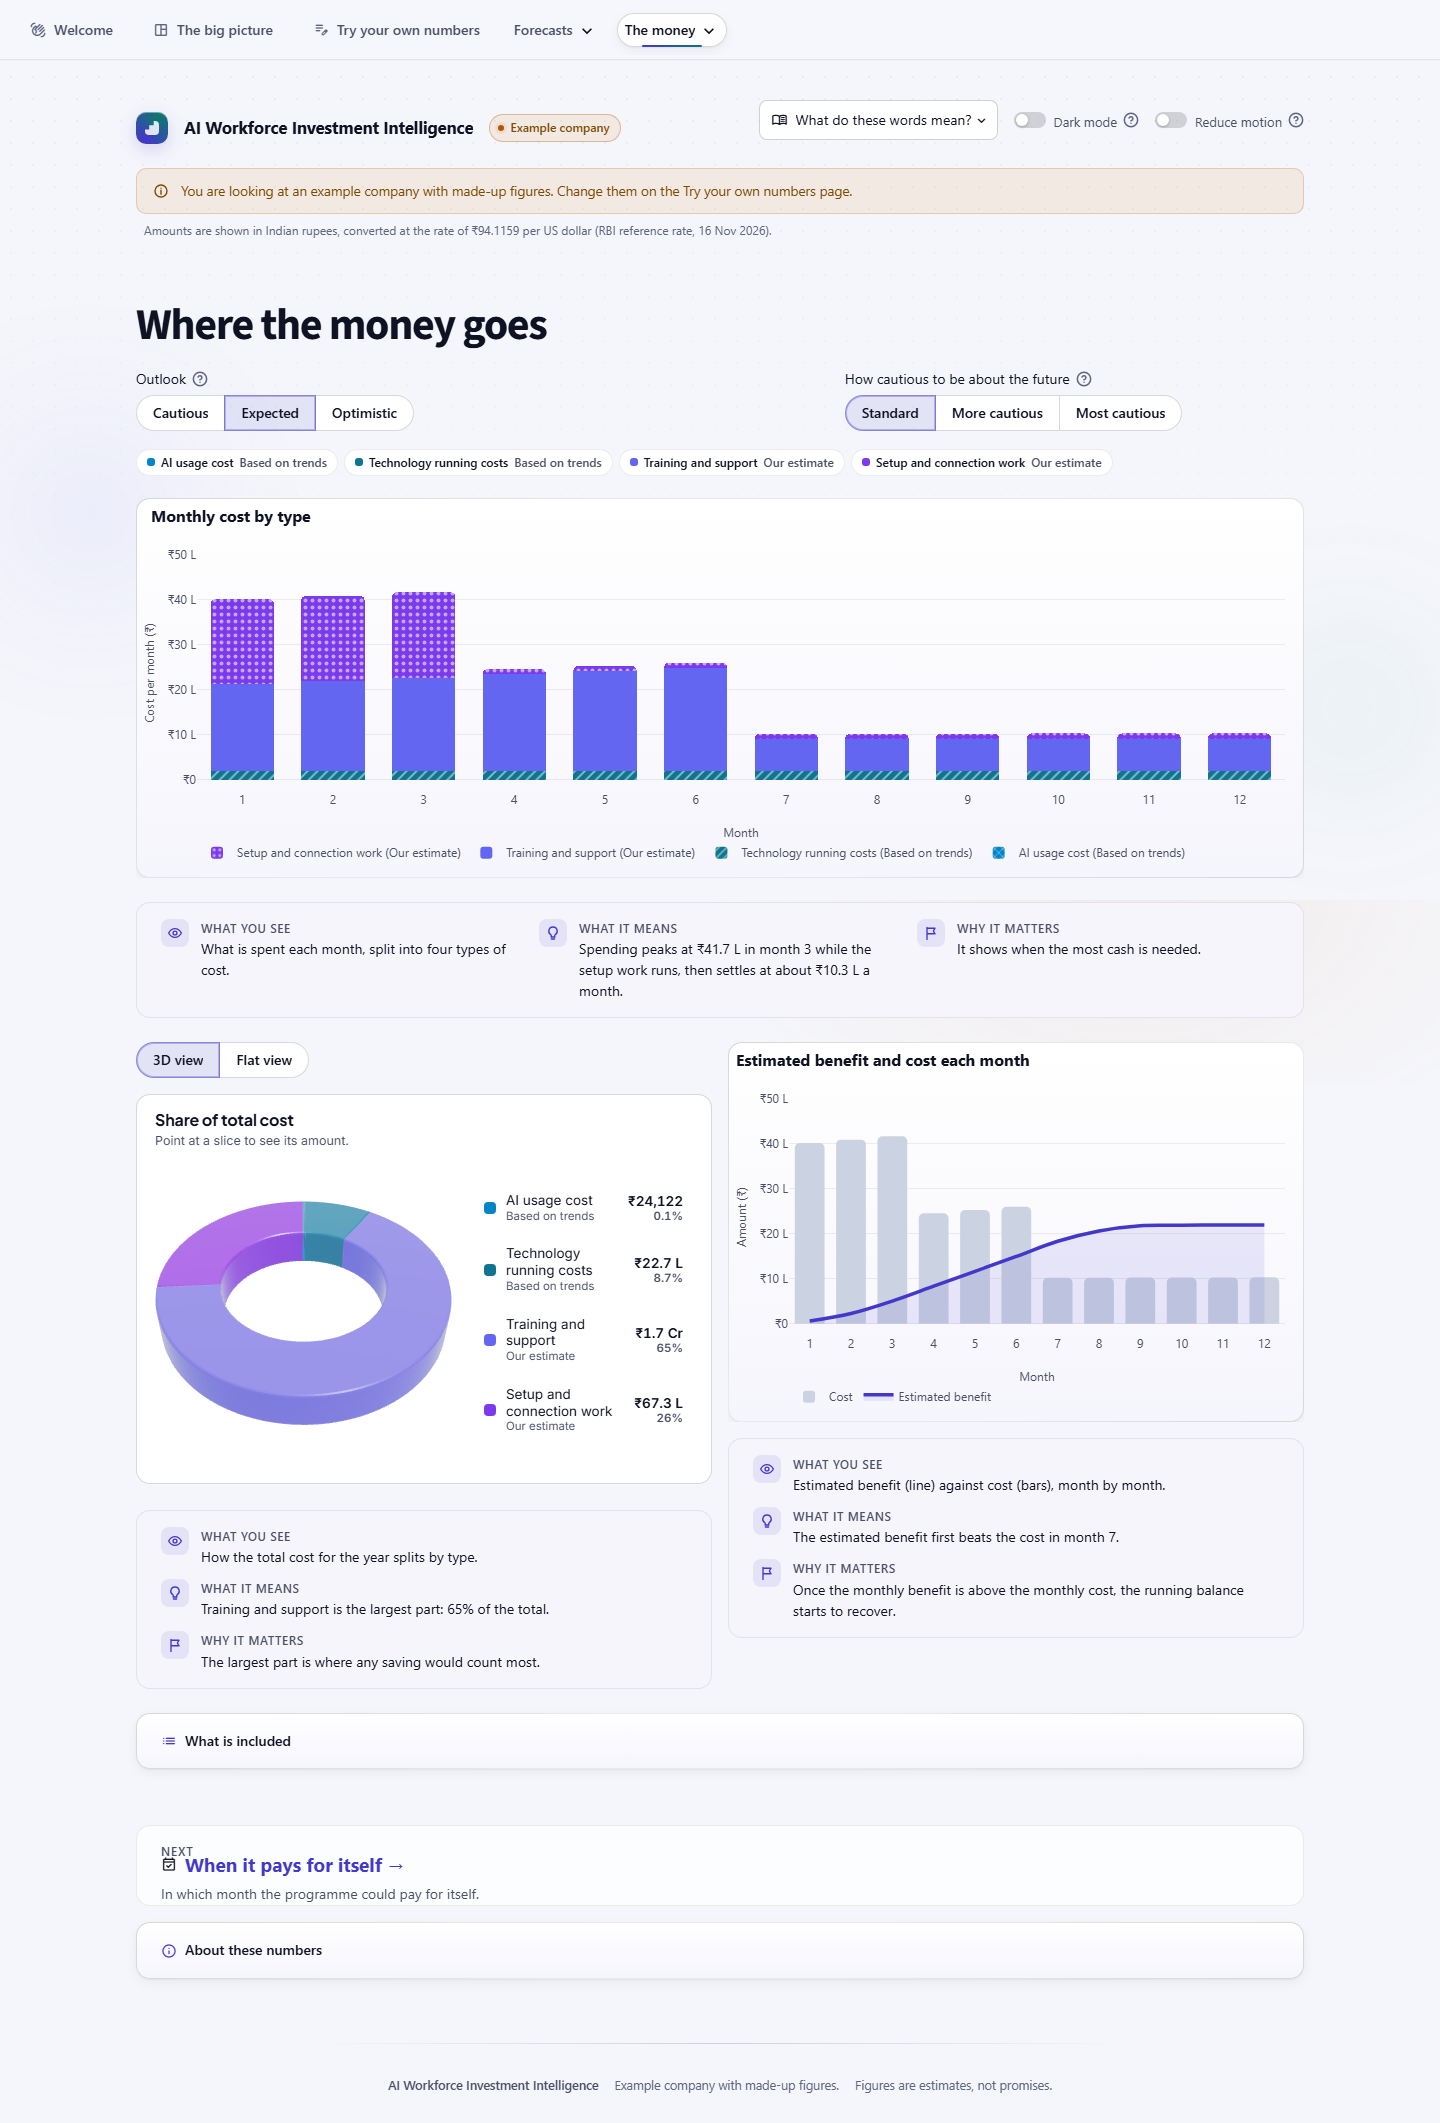 Welcome
The big picture
Try your own numbers
Forecasts
The money
AI Workforce Investment Intelligence
Example company
What do these words mean?
Dark mode
Reduce motion
You are looking at an example company with made-up figures. Change them on the Try your own numbers page.
Amounts are shown in Indian rupees, converted at the rate of ₹94.1159 per US dollar (RBI reference rate, 16 Nov 2026).
Where the money goes
Outlook
Cautious
Expected
Optimistic
How cautious to be about the future
Standard
More cautious
Most cautious
AI usage cost Based on trends
Technology running costs Based on trends
Training and support Our estimate
Setup and connection work Our estimate
Monthly cost by type
₹50 L
₹40 L
₹30 L
₹20 L
₹10 L
₹0
Cost per month (₹)
1 2 3 4 5 6 7 8 9 10 11 12
Month
Setup and connection work (Our estimate)
Training and support (Our estimate)
Technology running costs (Based on trends)
AI usage cost (Based on trends)
WHAT YOU SEE
What is spent each month, split into four types of
cost.
WHAT IT MEANS
Spending peaks at ₹41.7 L in month 3 while the
setup work runs, then settles at about ₹10.3 L a
month.
WHY IT MATTERS
It shows when the most cash is needed.
3D view
Flat view
Share of total cost
Point at a slice to see its amount.
AI usage cost
Based on trends
₹24,122
0.1%
Technology
running costs
Based on trends
₹22.7 L
8.7%
Training and
support
Our estimate
₹1.7 Cr
65%
Setup and
connection work
Our estimate
₹67.3 L
26%
WHAT YOU SEE
How the total cost for the year splits by type.
WHAT IT MEANS
Training and support is the largest part: 65% of the total.
WHY IT MATTERS
The largest part is where any saving would count most.
Estimated benefit and cost each month
₹50 L
₹40 L
₹30 L
₹20 L
₹10 L
₹0
Amount (₹)
1 2 3 4 5 6 7 8 9 10 11 12
Month
Cost
Estimated benefit
WHAT YOU SEE
Estimated benefit (line) against cost (bars), month by month.
WHAT IT MEANS
The estimated benefit first beats the cost in month 7.
WHY IT MATTERS
Once the monthly benefit is above the monthly cost, the running balance
starts to recover.
What is included
NEXT
When it pays for itself →
In which month the programme could pay for itself.
About these numbers
AI Workforce Investment Intelligence
Example company with made-up figures.
Figures are estimates, not promises.